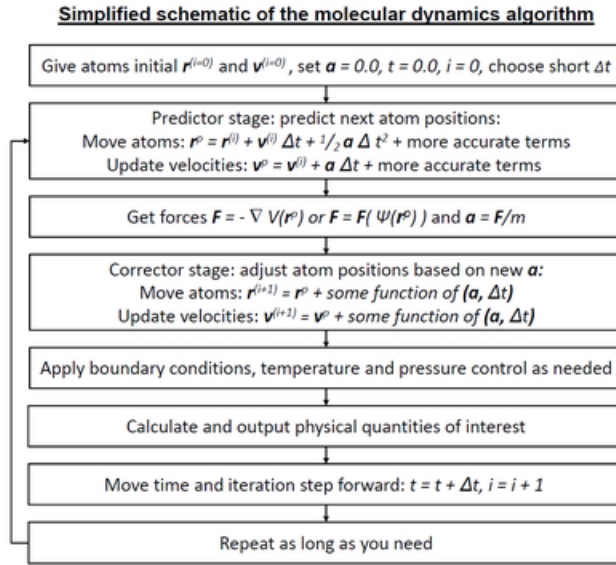 Simplified schematic of the molecular dynamics algorithm
Give atoms initial r⁽ⁱ⁼⁰⁾ and v⁽ⁱ⁼⁰⁾ , set a = 0.0, t = 0.0, i = 0, choose short Δt
Predictor stage: predict next atom positions:
Move atoms: rᵖ = r⁽ⁱ⁾ + v⁽ⁱ⁾ Δt + ¹/₂ a Δ t² + more accurate terms
Update velocities: vᵖ = v⁽ⁱ⁾ + a Δt + more accurate terms
Get forces F = - ∇ V(rᵖ) or F = F( Ψ(rᵖ) ) and a = F/m
Corrector stage: adjust atom positions based on new a:
Move atoms: r⁽ⁱ⁺¹⁾ = rᵖ + some function of (a, Δt)
Update velocities: v⁽ⁱ⁺¹⁾ = vᵖ + some function of (a, Δt)
Apply boundary conditions, temperature and pressure control as needed
Calculate and output physical quantities of interest
Move time and iteration step forward: t = t + Δt, i = i + 1
Repeat as long as you need